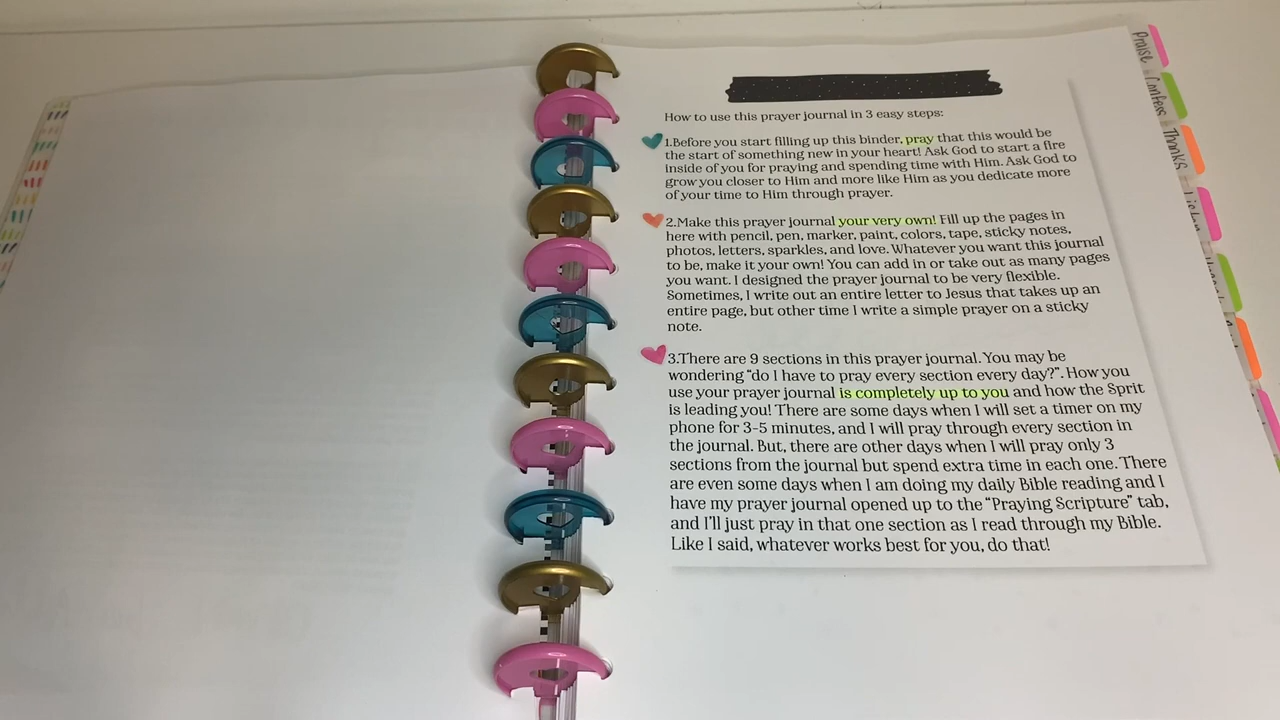 How to use this prayer journal in 3 easy steps:
1.Before you start filling up this binder, pray that this would be
the start of something new in your heart! Ask God to start a fire
inside of you for praying and spending time with Him. Ask God to
grow you closer to Him and more like Him as you dedicate more
of your time to Him through prayer.
2.Make this prayer journal your very own! Fill up the pages in
here with pencil, pen, marker, paint, colors, tape, sticky notes,
photos, letters, sparkles, and love. Whatever you want this journal
to be, make it your own! You can add in or take out as many pages
you want. I designed the prayer journal to be very flexible.
Sometimes, I write out an entire letter to Jesus that takes up an
entire page, but other time I write a simple prayer on a sticky
note.
3.There are 9 sections in this prayer journal. You may be
wondering "do I have to pray every section every day?". How you
use your prayer journal is completely up to you and how the Sprit
is leading you! There are some days when I will set a timer on my
phone for 3-5 minutes, and I will pray through every section in
the journal. But, there are other days when I will pray only 3
sections from the journal but spend extra time in each one. There
are even some days when I am doing my daily Bible reading and I
have my prayer journal opened up to the "Praying Scripture" tab,
and I'll just pray in that one section as I read through my Bible.
Like I said, whatever works best for you, do that!
Praise
Confess
Thanks
Listen